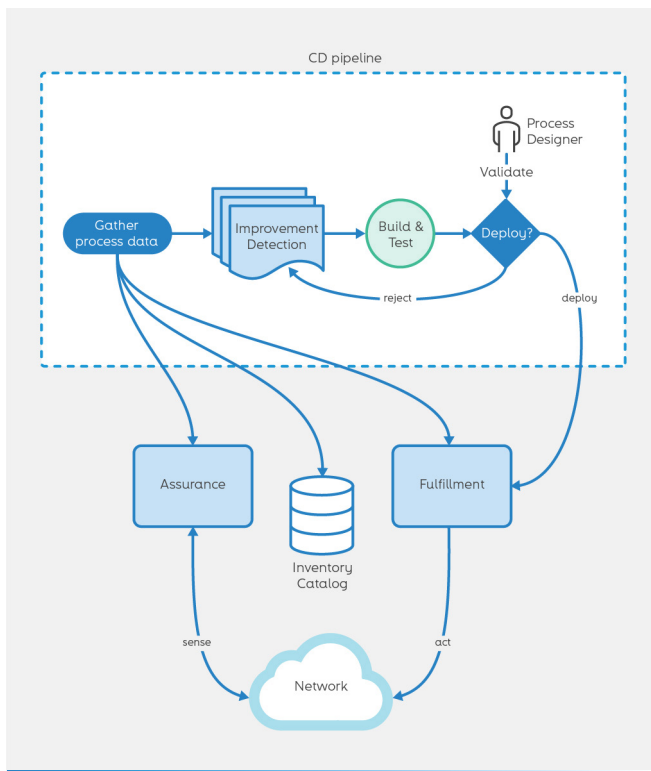 CD pipeline
Process
Designer
Validate
Gather
process data
Improvement
Detection
Build &
Test
Deploy?
reject
deploy
Assurance
Fulfillment
Inventory
Catalog
sense
act
Network